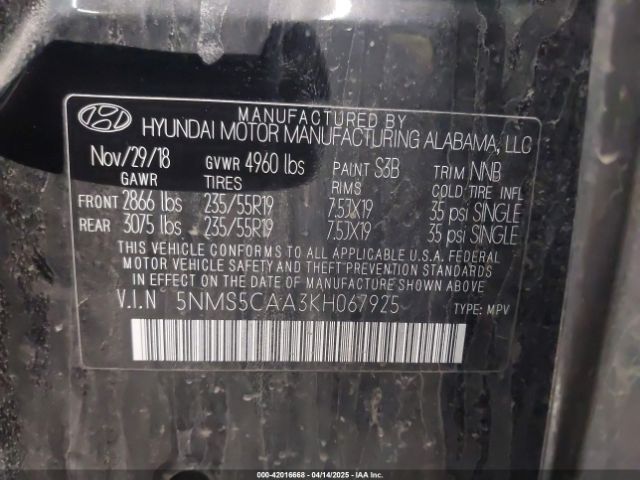 MANUFACTURED BY
HYUNDAI MOTOR MANUFACTURING ALABAMA, LLC
Nov/29/18 GVWR 4960 lbs PAINT S3B TRIM NNB
GAWR TIRES RIMS COLD TIRE INFL
FRONT 2866 lbs 235/55R19 7.5JX19 35 psi SINGLE
REAR 3075 lbs 235/55R19 7.5JX19 35 psi SINGLE
THIS VEHICLE CONFORMS TO ALL APPLICABLE U.S.A. FEDERAL
MOTOR VEHICLE SAFETY, BUMPER, AND THEFT PREVENTION STANDARDS
IN EFFECT ON THE DATE OF MANUFACTURE SHOWN ABOVE
V.I.N 5NMS5CAA3KH067925 TYPE: MPV
000-42016668 - 04/14/2025 - IAAI.COM